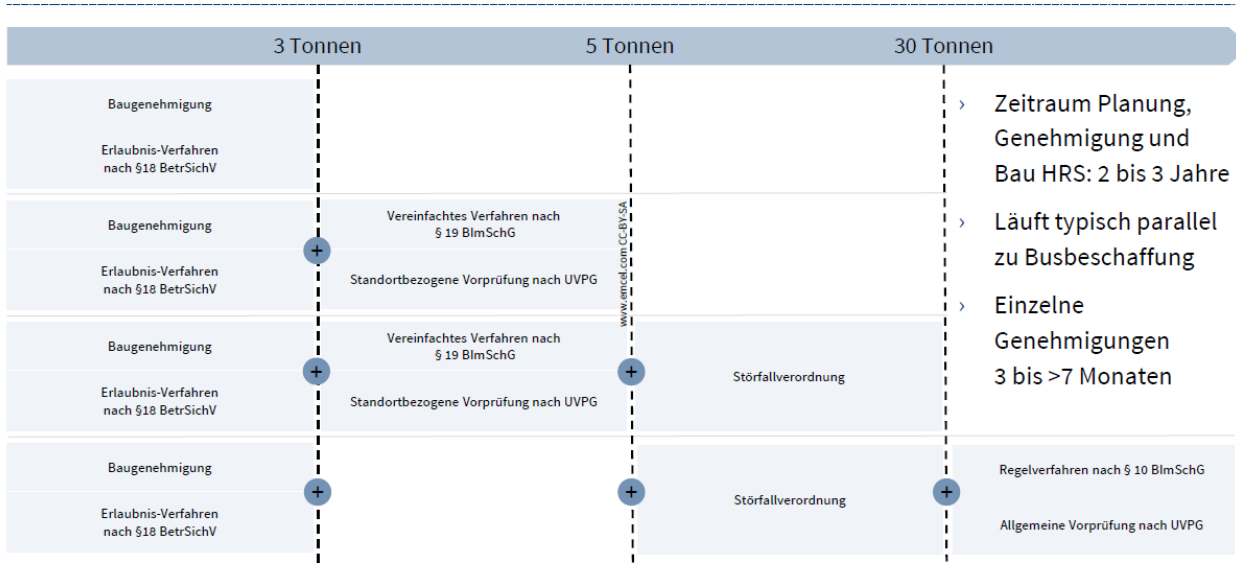 3 Tonnen
5 Tonnen
30 Tonnen
Baugenehmigung
Erlaubnis-Verfahren
nach §18 BetrSichV
Baugenehmigung
Erlaubnis-Verfahren
nach §18 BetrSichV
+
Vereinfachtes Verfahren nach
§ 19 BImSchG
Standortbezogene Vorprüfung nach UVPG
www.emcel.com CC-BY-SA
Baugenehmigung
Erlaubnis-Verfahren
nach §18 BetrSichV
+
Vereinfachtes Verfahren nach
§ 19 BImSchG
Standortbezogene Vorprüfung nach UVPG
+
Störfallverordnung
Baugenehmigung
Erlaubnis-Verfahren
nach §18 BetrSichV
+
+
Störfallverordnung
+
Regelverfahren nach § 10 BImSchG
Allgemeine Vorprüfung nach UVPG
› Zeitraum Planung,
Genehmigung und
Bau HRS: 2 bis 3 Jahre
› Läuft typisch parallel
zu Busbeschaffung
› Einzelne
Genehmigungen
3 bis >7 Monaten